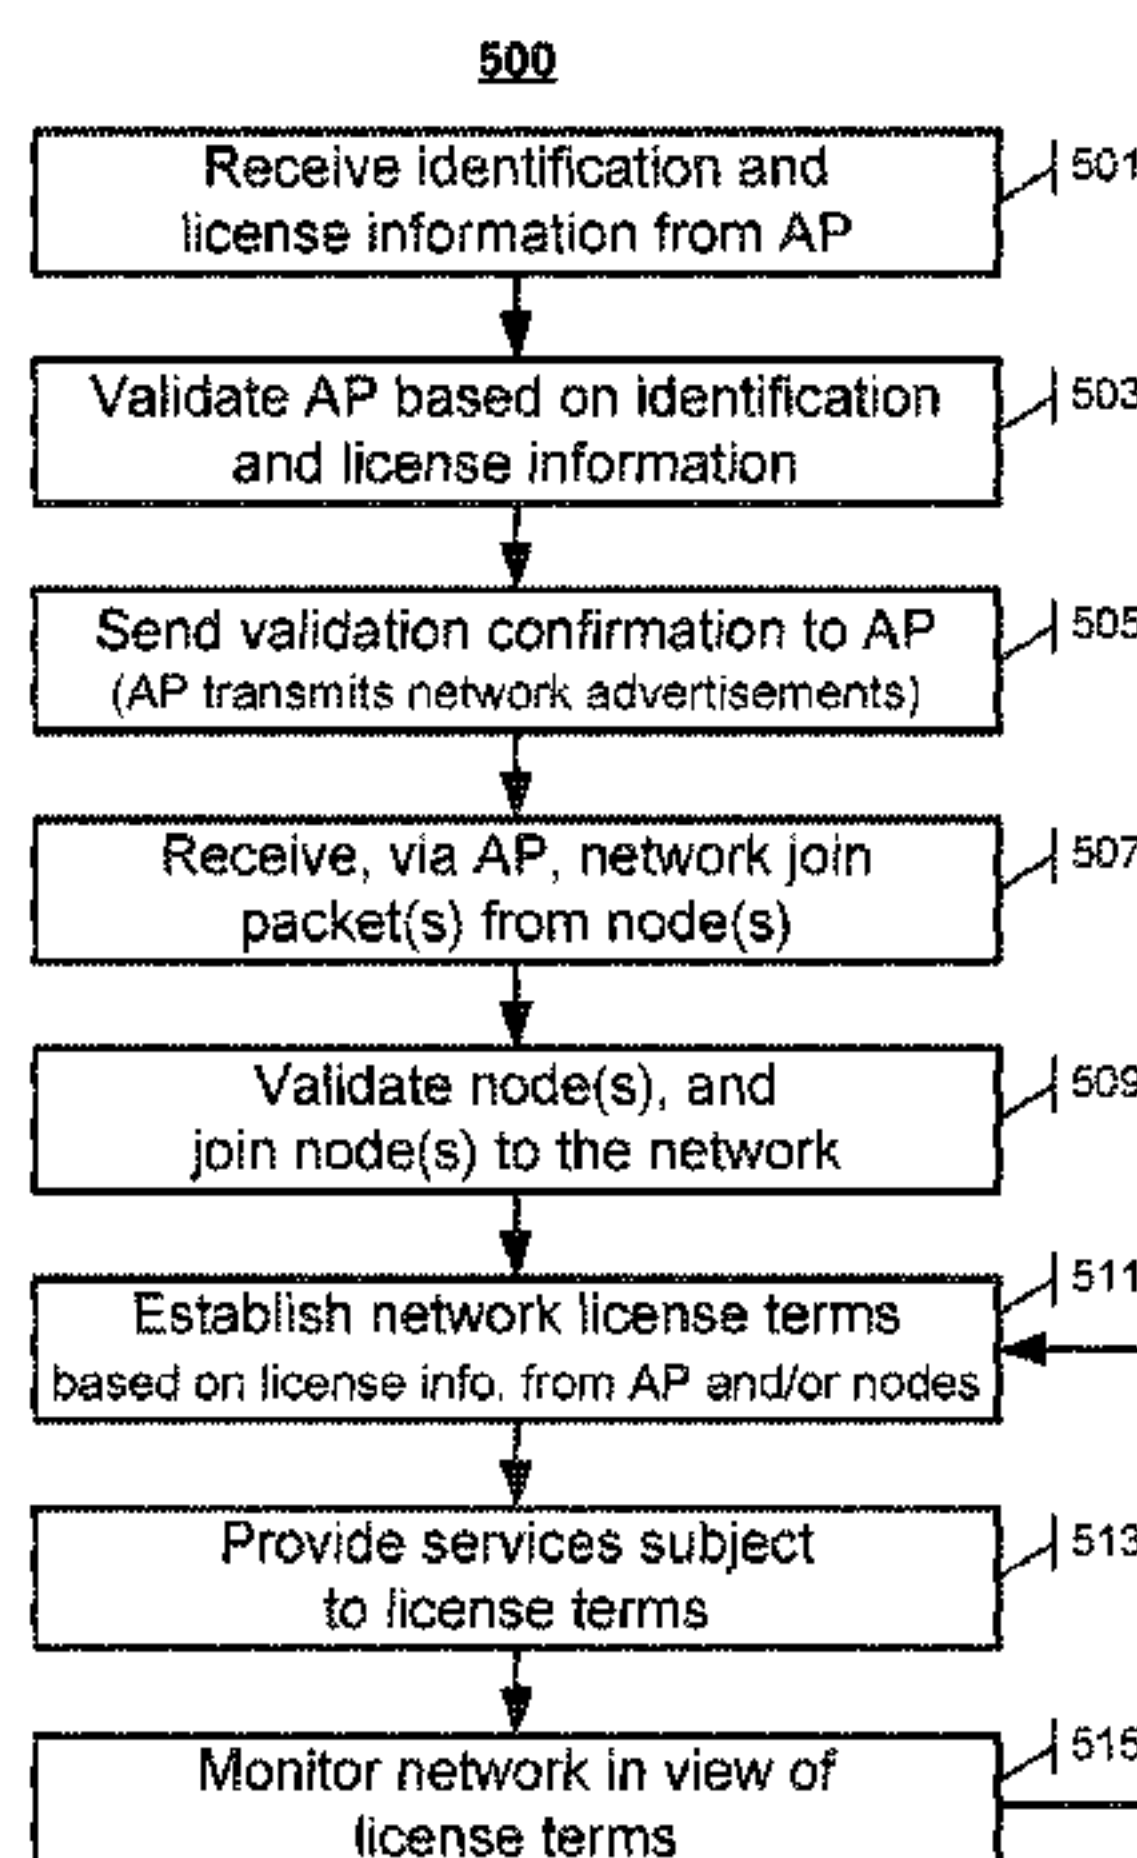 500
Receive identification and
license information from AP
501
Validate AP based on identification
and license information
503
Send validation confirmation to AP
(AP transmits network advertisements)
505
Receive, via AP, network join
packet(s) from node(s)
507
Validate node(s), and
join node(s) to the network
509
Establish network license terms
based on license info. from AP and/or nodes
511
Provide services subject
to license terms
513
Monitor network in view of
license terms
515